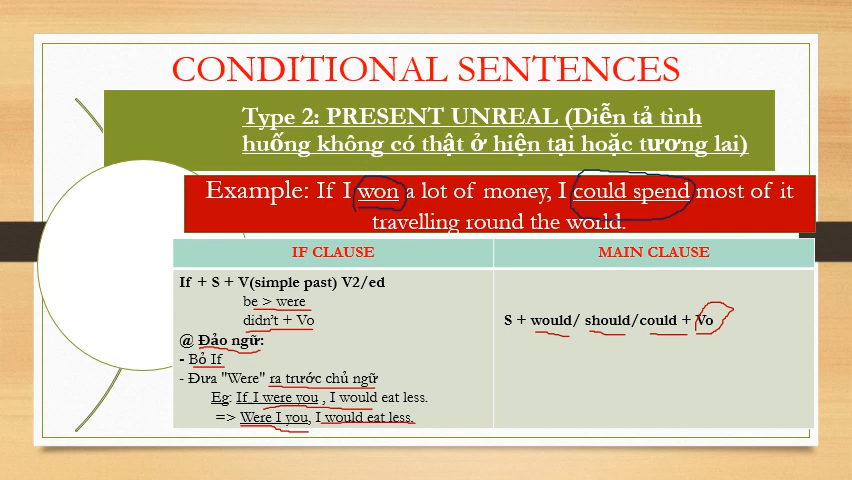 CONDITIONAL SENTENCES
Type 2: PRESENT UNREAL (Diễn tả tình
huống không có thật ở hiện tại hoặc tương lai)
Example: If I won a lot of money, I could spend most of it
travelling round the world.
IF CLAUSE
MAIN CLAUSE
If + S + V(simple past) V2/ed
be > were
didn't + Vo
@ Đảo ngữ:
- Bỏ If
- Đưa "Were" ra trước chủ ngữ
Eg: If I were you , I would eat less.
=> Were I you, I would eat less.
S + would/ should/could + Vo